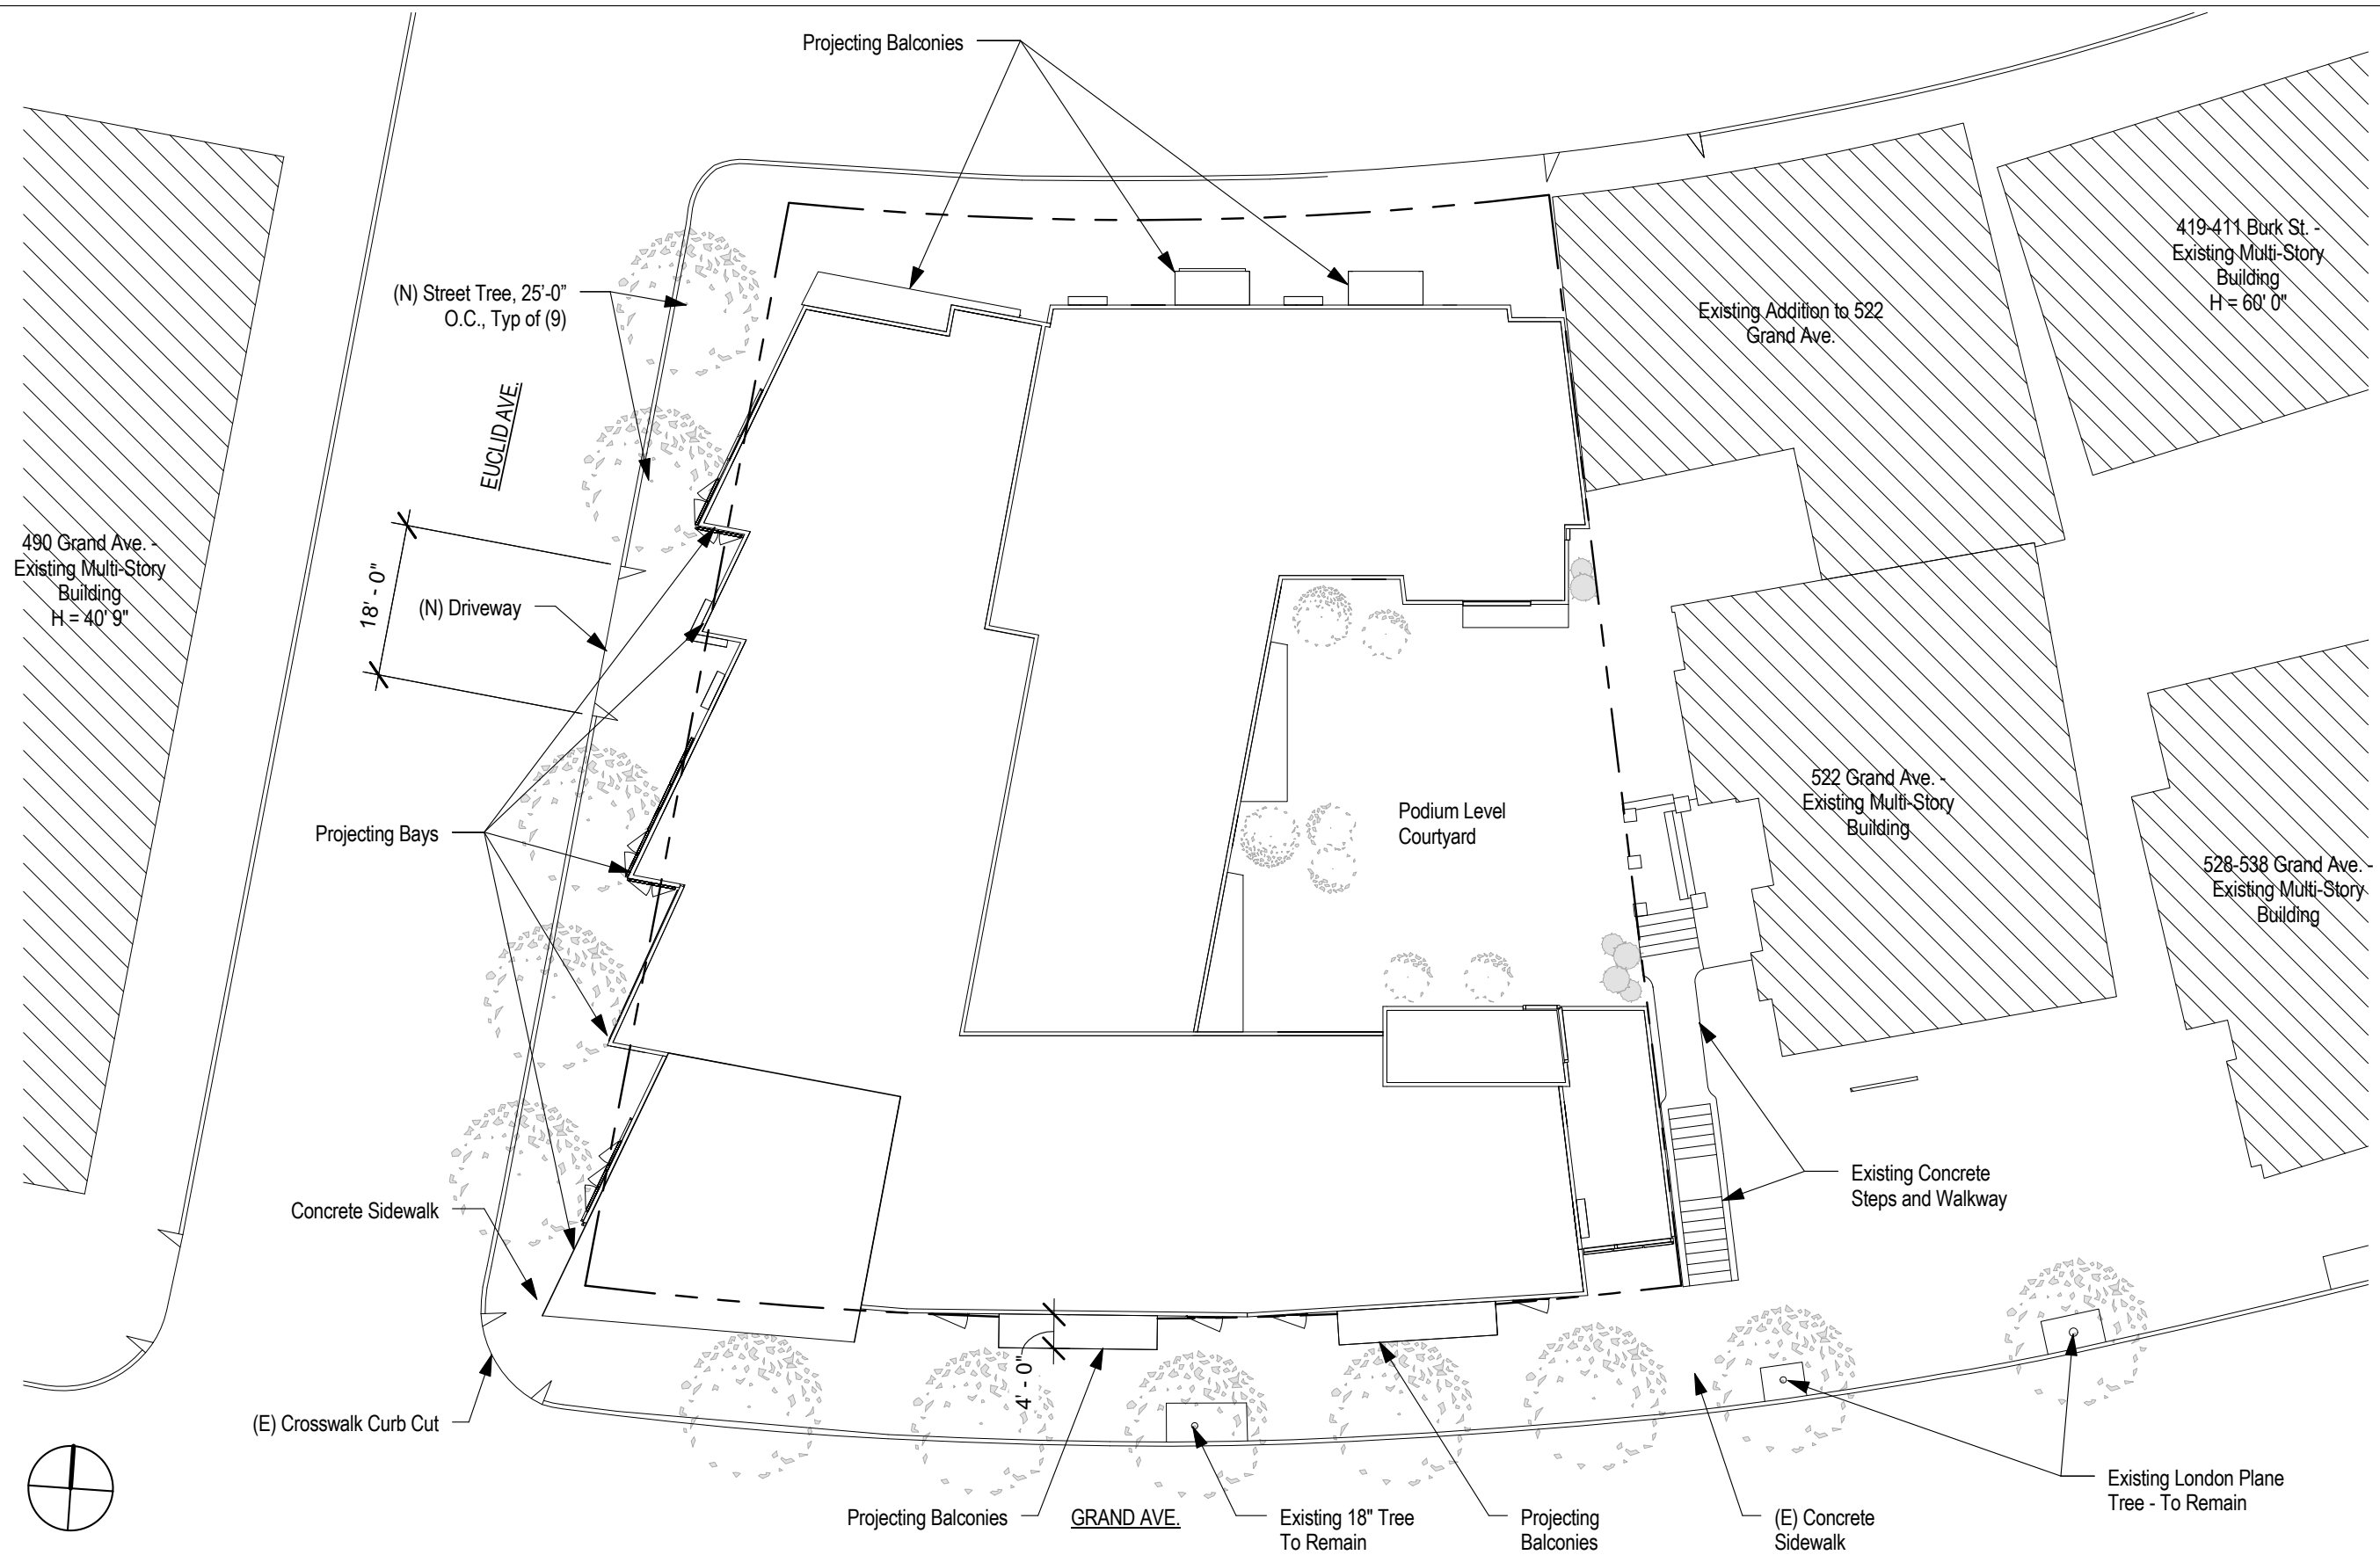 Projecting Balconies
419-411 Burk St. -
Existing Multi-Story
Building
H = 60' 0"
(N) Street Tree, 25'-0"
O.C., Typ of (9)
Existing Addition to 522
Grand Ave.
EUCLID AVE.
490 Grand Ave. -
Existing Multi-Story
Building
H = 40' 9"
18' - 0"
(N) Driveway
Projecting Bays
Podium Level
Courtyard
522 Grand Ave. -
Existing Multi-Story
Building
528-538 Grand Ave. -
Existing Multi-Story
Building
Concrete Sidewalk
Existing Concrete
Steps and Walkway
4' - 0"
(E) Crosswalk Curb Cut
Projecting Balconies
GRAND AVE.
Existing 18" Tree
To Remain
Projecting
Balconies
(E) Concrete
Sidewalk
Existing London Plane
Tree - To Remain